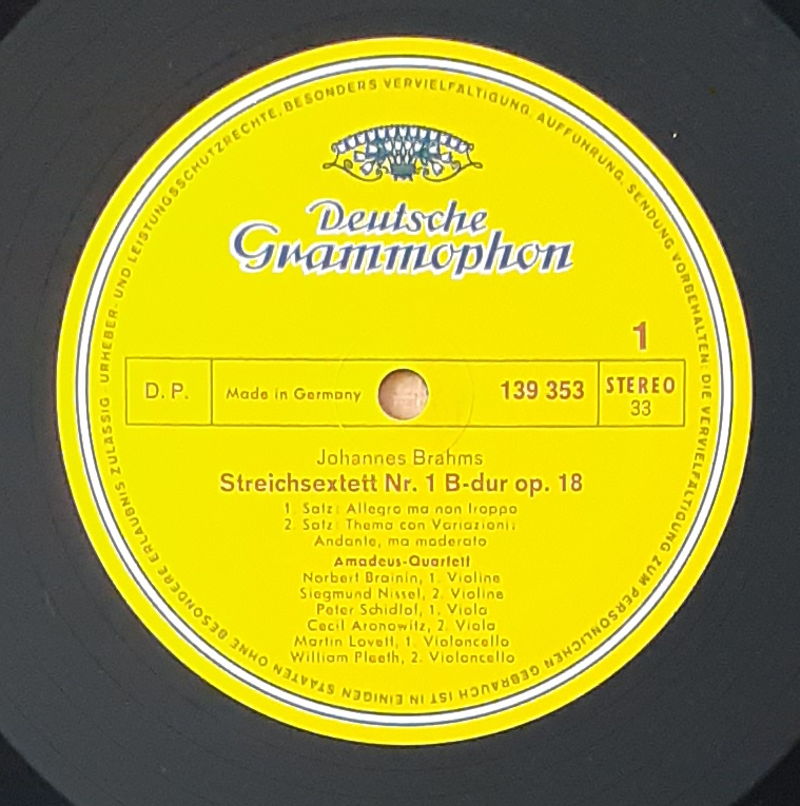 URHEBER- UND LEISTUNGSSCHUTZRECHTE, BESONDERS VERVIELFÄLTIGUNG, AUFFÜHRUNG, SENDUNG VORBEHALTEN; DIE VERVIELFÄLTIGUNG ZUM PERSÖNLICHEN GEBRAUCH IST IN EINIGEN STAATEN OHNE BESONDERE ERLAUBNIS ZULÄSSIG ·
Deutsche
Grammophon
1
D. P.
Made in Germany
139 353
STEREO
33
Johannes Brahms
Streichsextett Nr. 1 B-dur op. 18
1. Satz: Allegro ma non troppo
2. Satz: Thema con Variazioni:
Andante, ma moderato
Amadeus-Quartett
Norbert Brainin, 1. Violine
Siegmund Nissel, 2. Violine
Peter Schidlof, 1. Viola
Cecil Aronowitz, 2. Viola
Martin Lovett, 1. Violoncello
William Pleeth, 2. Violoncello